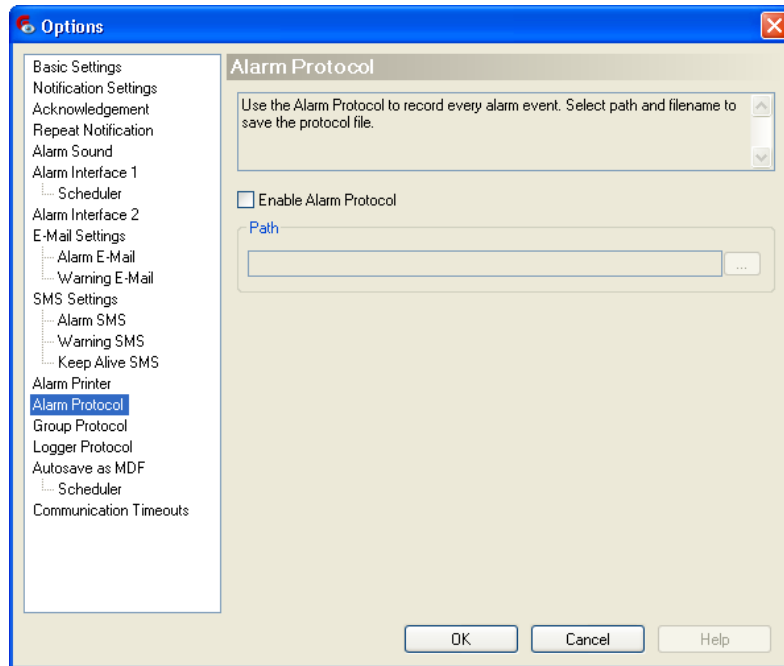 Options
Basic Settings
Notification Settings
Acknowledgement
Repeat Notification
Alarm Sound
Alarm Interface 1
Scheduler
Alarm Interface 2
E-Mail Settings
Alarm E-Mail
Warning E-Mail
SMS Settings
Alarm SMS
Warning SMS
Keep Alive SMS
Alarm Printer
Alarm Protocol
Group Protocol
Logger Protocol
Autosave as MDF
Scheduler
Communication Timeouts
Alarm Protocol
Use the Alarm Protocol to record every alarm event. Select path and filename to
save the protocol file.
Enable Alarm Protocol
Path
...
OK
Cancel
Help